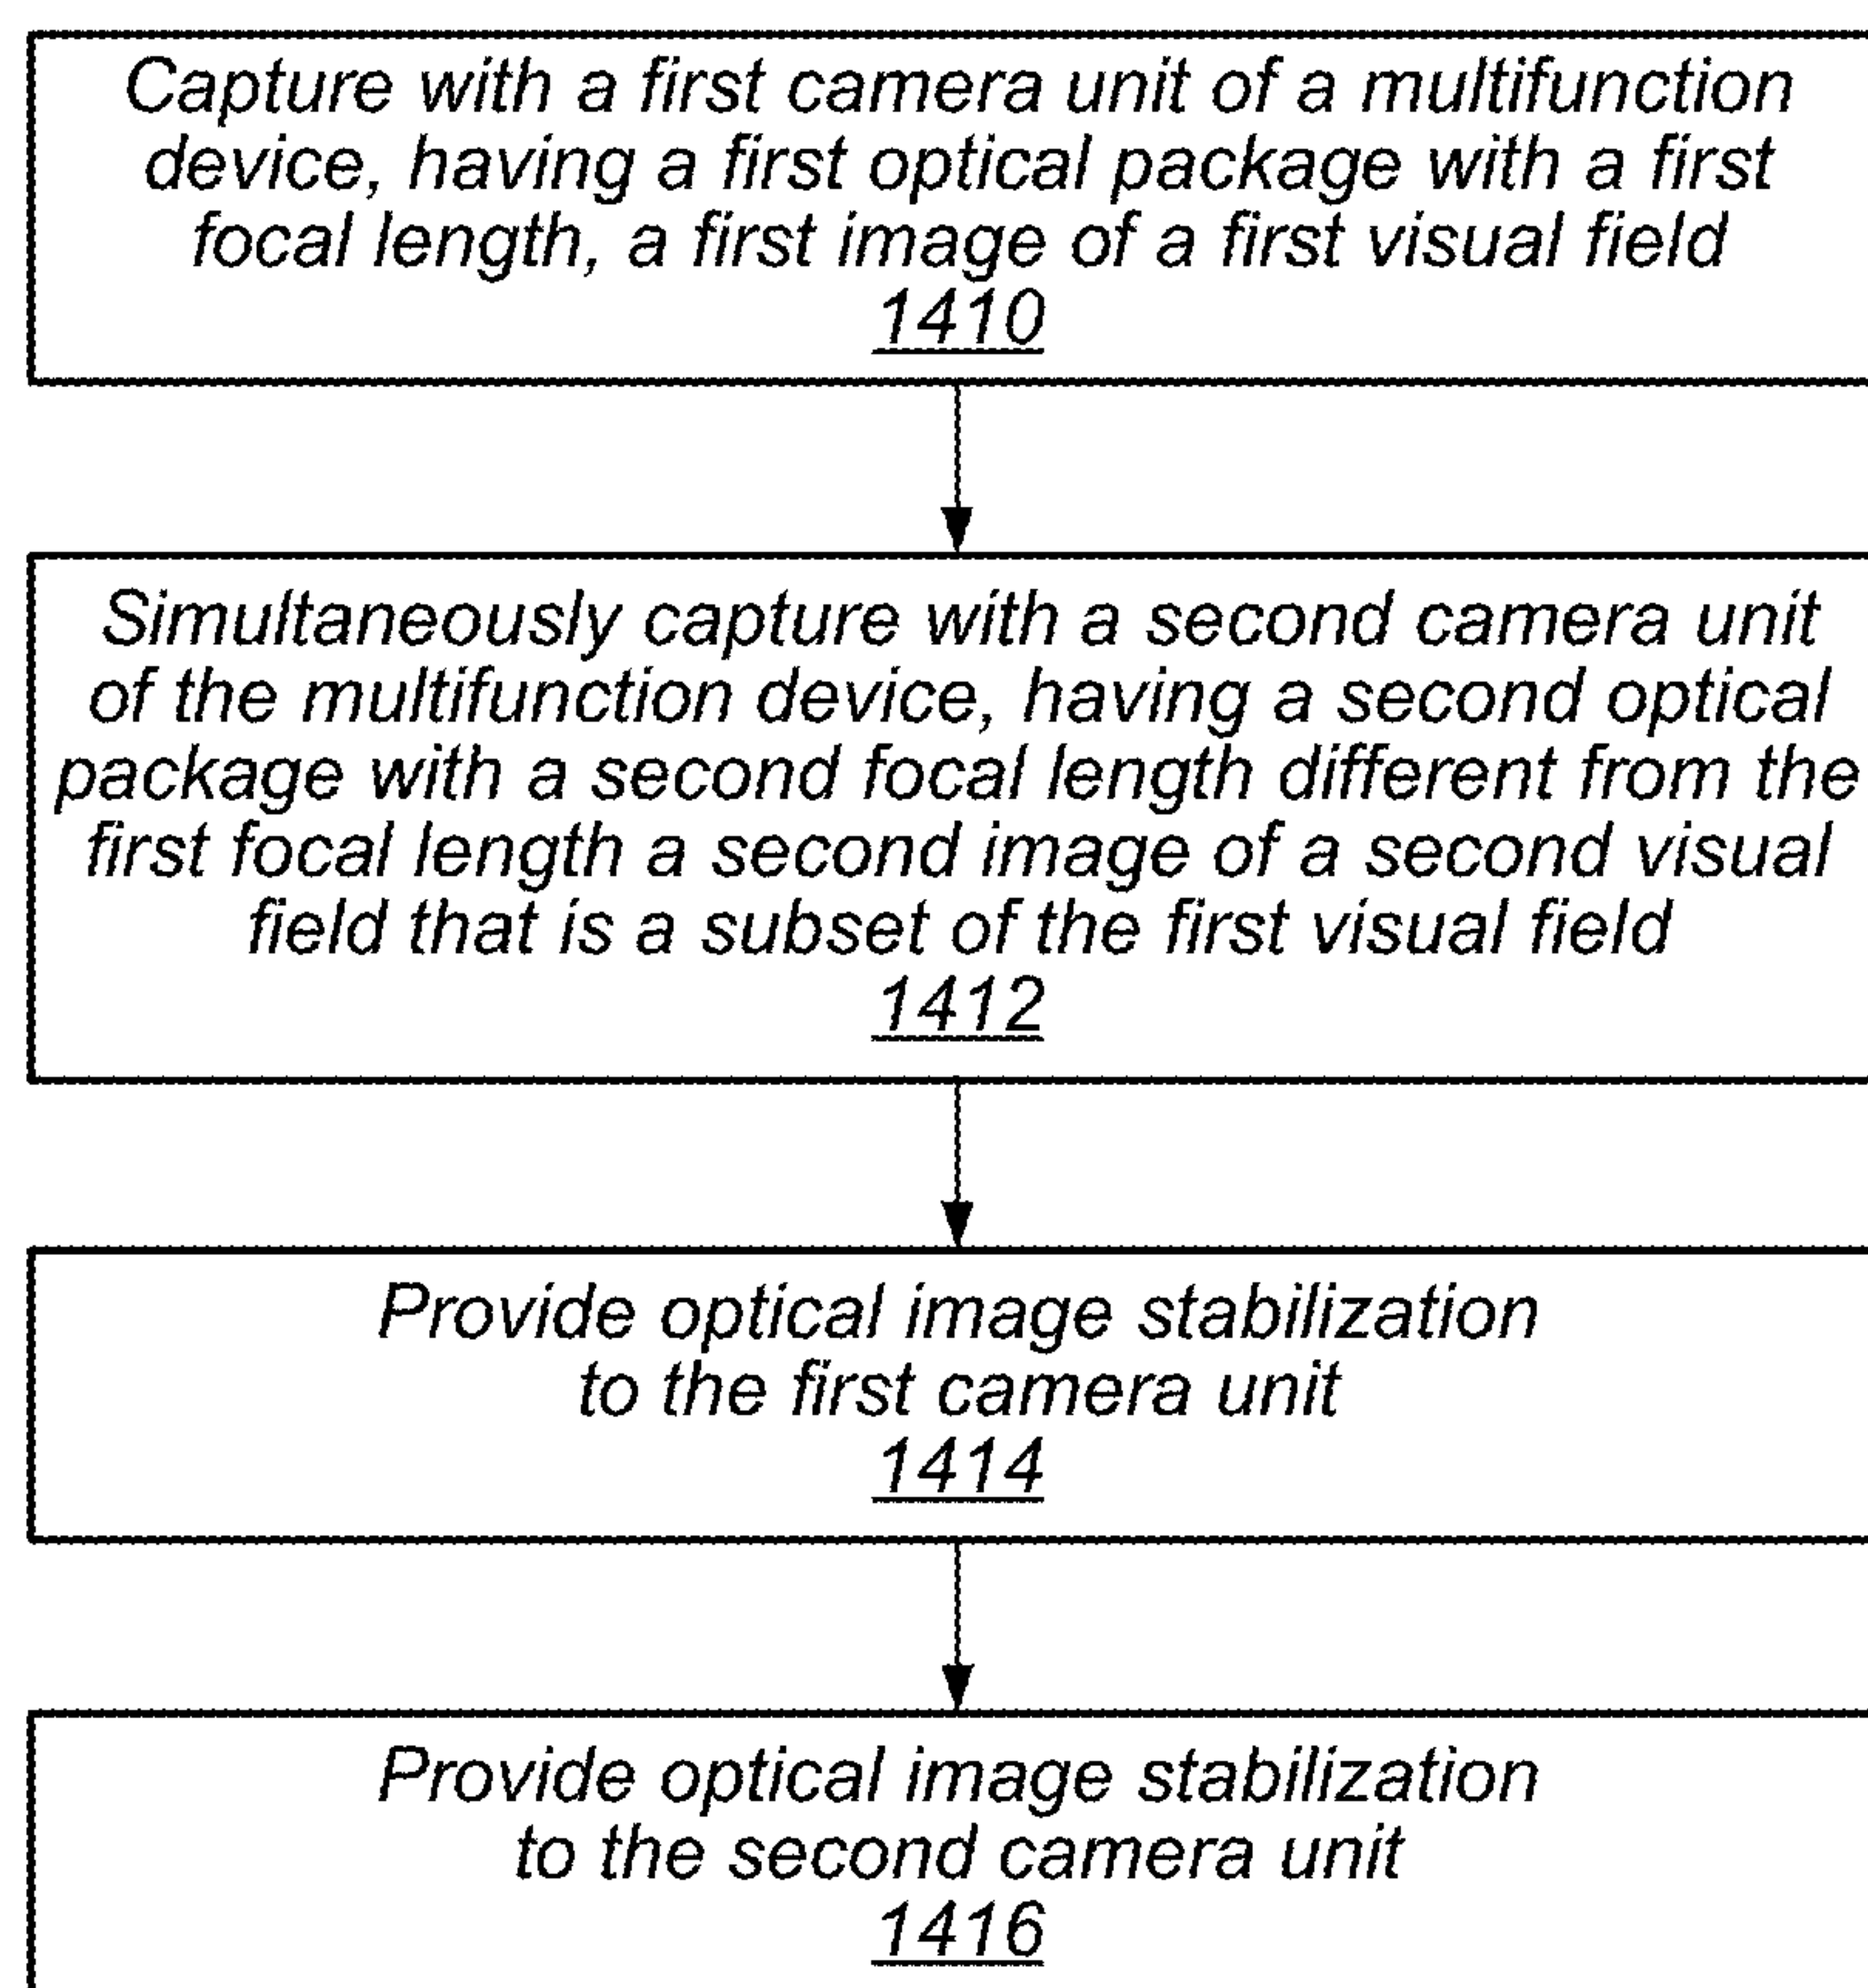 Capture with a first camera unit of a multifunction
device, having a first optical package with a first
focal length, a first image of a first visual field
1410
Simultaneously capture with a second camera unit
of the multifunction device, having a second optical
package with a second focal length different from the
first focal length a second image of a second visual
field that is a subset of the first visual field
1412
Provide optical image stabilization
to the first camera unit
1414
Provide optical image stabilization
to the second camera unit
1416